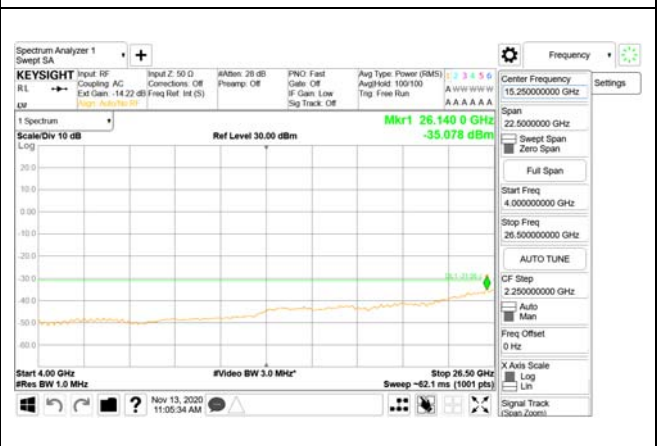 Spectrum Analyzer 1
Swept SA
+
Frequency
KEYSIGHT
Input: RF
Coupling: AC
Ext Gain: -14.22 dB
Align: Auto/No RF
Input Z: 50 Ω
Corrections: Off
Freq Ref: Int (S)
#Atten: 28 dB
Preamp: Off
PNO: Fast
Gate: Off
IF Gain: Low
Sig Track: Off
Avg Type: Power (RMS)
Avg|Hold: 100/100
Trig: Free Run
1 2 3 4 5 6
A W W W W W
A A A A A A
RL
1 Spectrum
Scale/Div 10 dB
Ref Level 30.00 dBm
Mkr1 26.140 0 GHz
-35.078 dBm
Log
20.0
10.0
0.00
-10.0
-20.0
-30.0
-40.0
-50.0
-60.0
Start 4.00 GHz
#Res BW 1.0 MHz
#Video BW 3.0 MHz*
Stop 26.50 GHz
Sweep ~62.1 ms (1001 pts)
Nov 13, 2020
11:05:34 AM
Center Frequency
15.250000000 GHz
Settings
Span
22.5000000 GHz
Swept Span
Zero Span
Full Span
Start Freq
4.000000000 GHz
Stop Freq
26.500000000 GHz
AUTO TUNE
CF Step
2.250000000 GHz
Auto
Man
Freq Offset
0 Hz
X Axis Scale
Log
Lin
Signal Track
(Span Zoom)